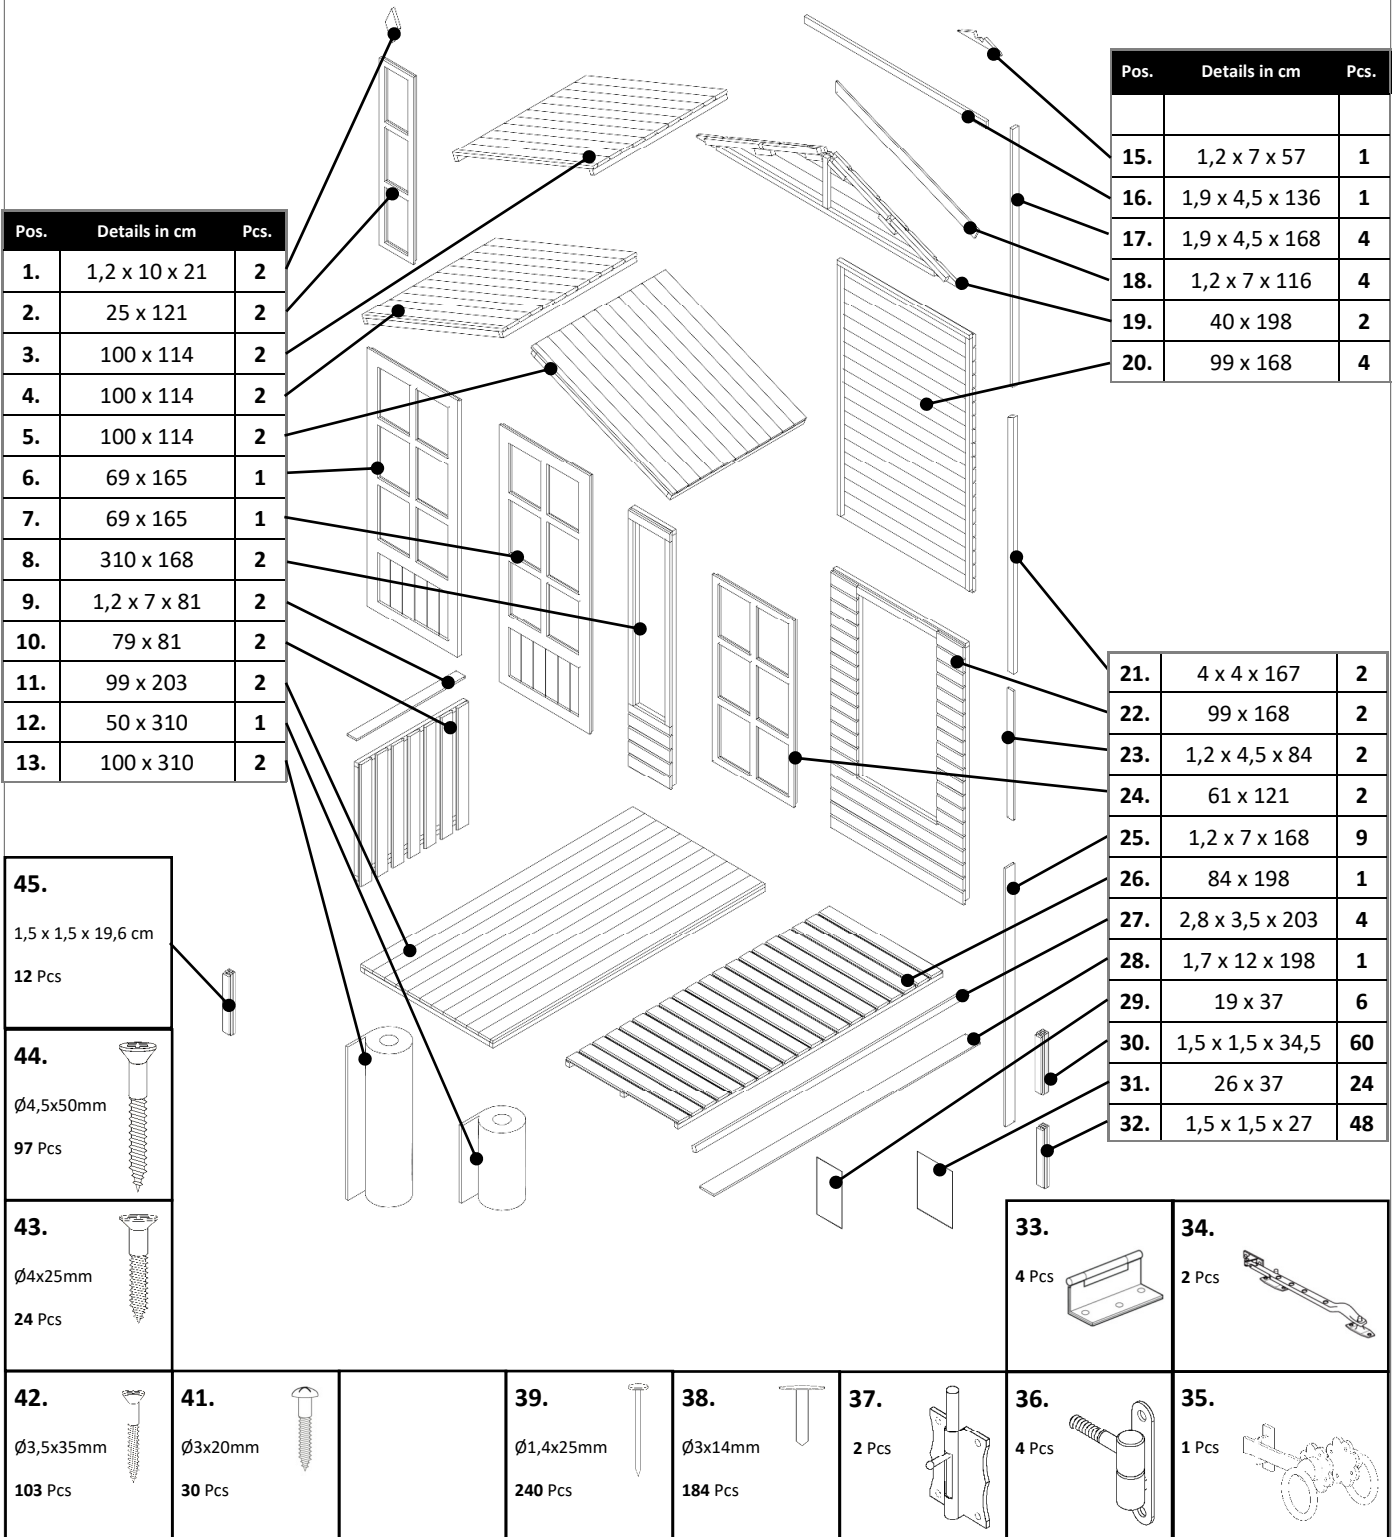 Pos. Details in cm Pcs.
15. 1,2 x 7 x 57 1
16. 1,9 x 4,5 x 136 1
17. 1,9 x 4,5 x 168 4
18. 1,2 x 7 x 116 4
19. 40 x 198 2
20. 99 x 168 4
Pos. Details in cm Pcs.
1. 1,2 x 10 x 21 2
2. 25 x 121 2
3. 100 x 114 2
4. 100 x 114 2
5. 100 x 114 2
6. 69 x 165 1
7. 69 x 165 1
8. 310 x 168 2
9. 1,2 x 7 x 81 2
10. 79 x 81 2
11. 99 x 203 2
12. 50 x 310 1
13. 100 x 310 2
21. 4 x 4 x 167 2
22. 99 x 168 2
23. 1,2 x 4,5 x 84 2
24. 61 x 121 2
25. 1,2 x 7 x 168 9
26. 84 x 198 1
27. 2,8 x 3,5 x 203 4
28. 1,7 x 12 x 198 1
29. 19 x 37 6
30. 1,5 x 1,5 x 34,5 60
31. 26 x 37 24
32. 1,5 x 1,5 x 27 48
45.
1,5 x 1,5 x 19,6 cm
12 Pcs
44.
Ø4,5x50mm
97 Pcs
43.
Ø4x25mm
24 Pcs
33.
4 Pcs
34.
2 Pcs
42.
Ø3,5x35mm
103 Pcs
41.
Ø3x20mm
30 Pcs
39.
Ø1,4x25mm
240 Pcs
38.
Ø3x14mm
184 Pcs
37.
2 Pcs
36.
4 Pcs
35.
1 Pcs